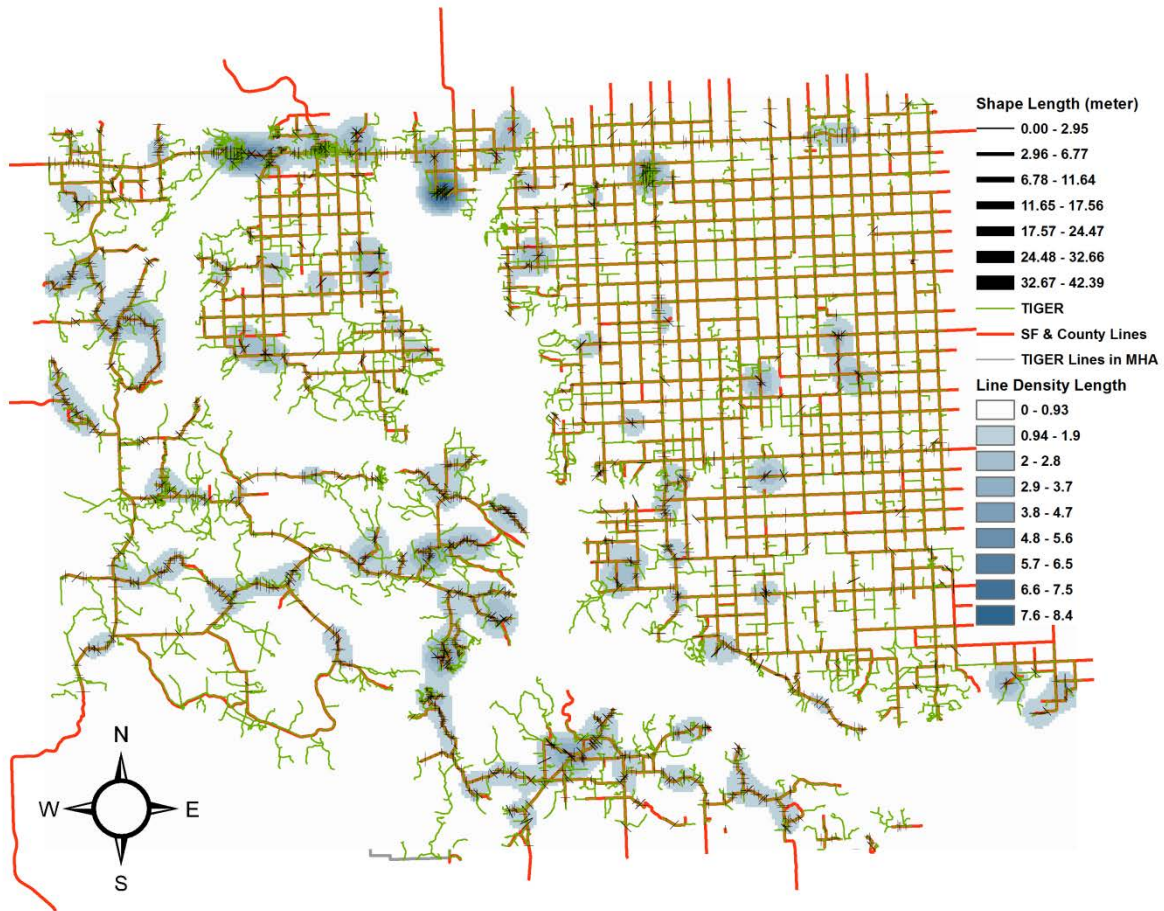 Shape Length (meter)
0.00 - 2.95
2.96 - 6.77
6.78 - 11.64
11.65 - 17.56
17.57 - 24.47
24.48 - 32.66
32.67 - 42.39
TIGER
SF & County Lines
TIGER Lines in MHA
Line Density Length
0 - 0.93
0.94 - 1.9
2 - 2.8
2.9 - 3.7
3.8 - 4.7
4.8 - 5.6
5.7 - 6.5
6.6 - 7.5
7.6 - 8.4
N
W E
S